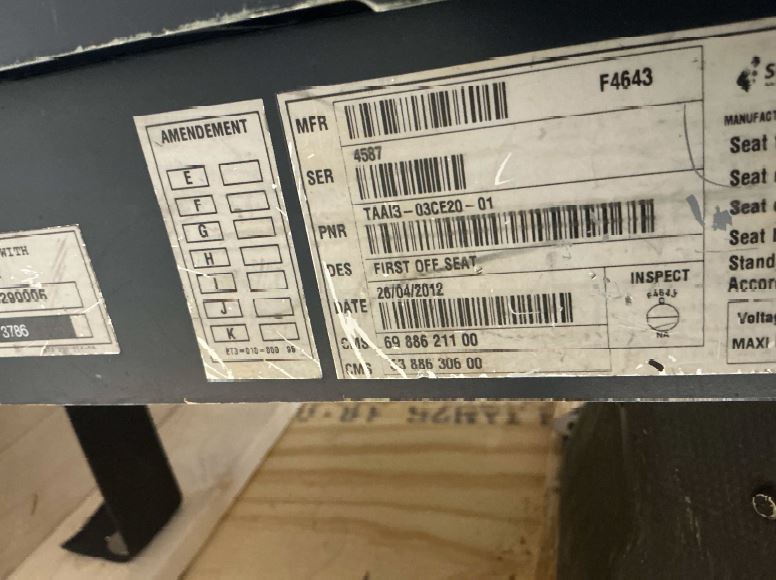 AMENDEMENT
E
F
G
H
I
J
K
MFR
F4643
4587
SER
TAAI3-03CE20-01
PNR
DES FIRST OFF.SEAT
26/04/2012
DATE
INSPECT
CMS 69 886 211 00
CMS 53 886 306 00
NA
WITH
290006
3786
MANUFACT
Seat
Seat
Seat
Seat
Stand
Accor
Voltag
MAXI